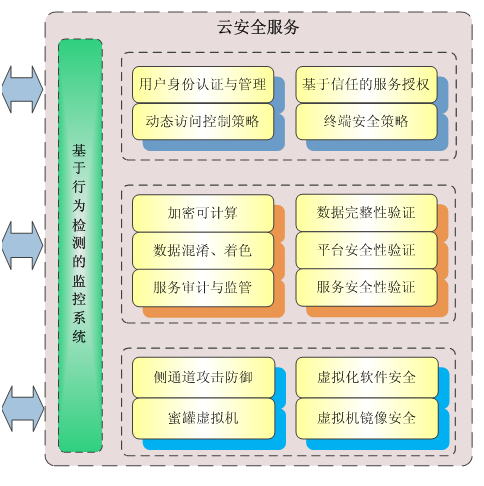 云安全服务
基于行为检测的监控系统
用户身份认证与管理
基于信任的服务授权
动态访问控制策略
终端安全策略
加密可计算
数据完整性验证
数据混淆、着色
平台安全性验证
服务审计与监管
服务安全性验证
侧通道攻击防御
虚拟化软件安全
蜜罐虚拟机
虚拟机镜像安全